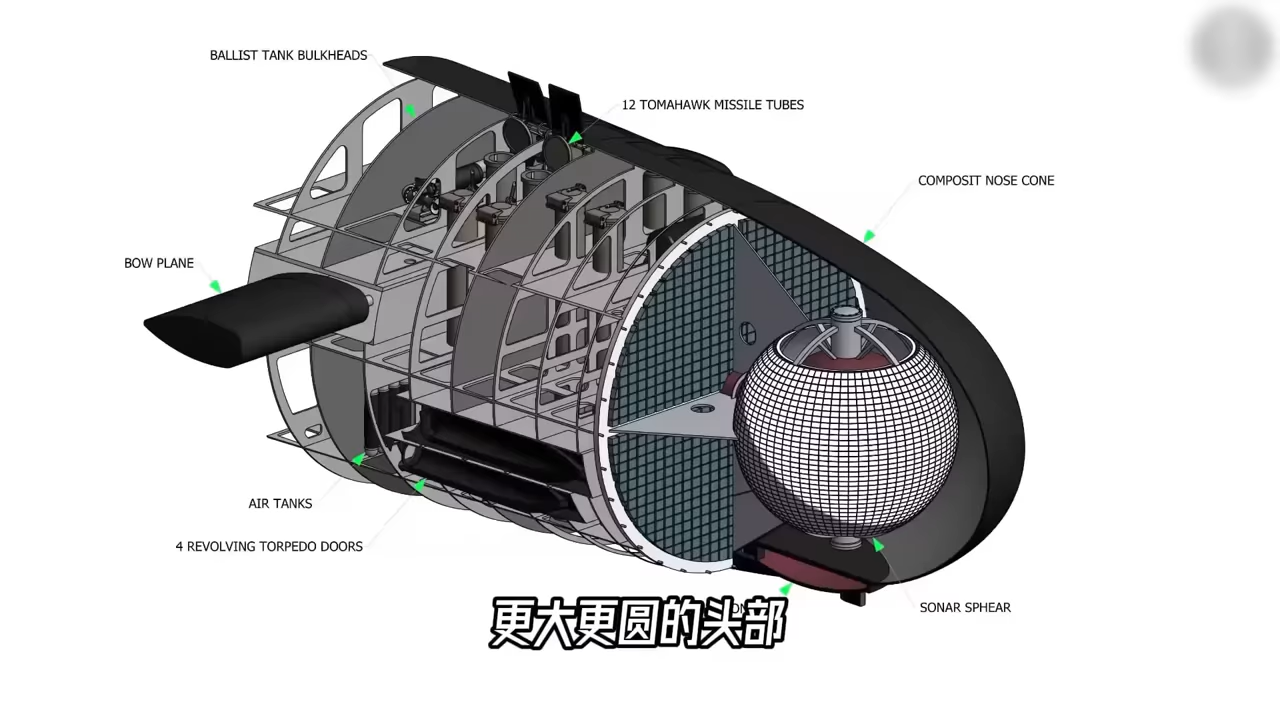 BALLIST TANK BULKHEADS
12 TOMAHAWK MISSILE TUBES
COMPOSIT NOSE CONE
BOW PLANE
AIR TANKS
4 REVOLVING TORPEDO DOORS
SONAR SPHEAR
更大更圆的头部